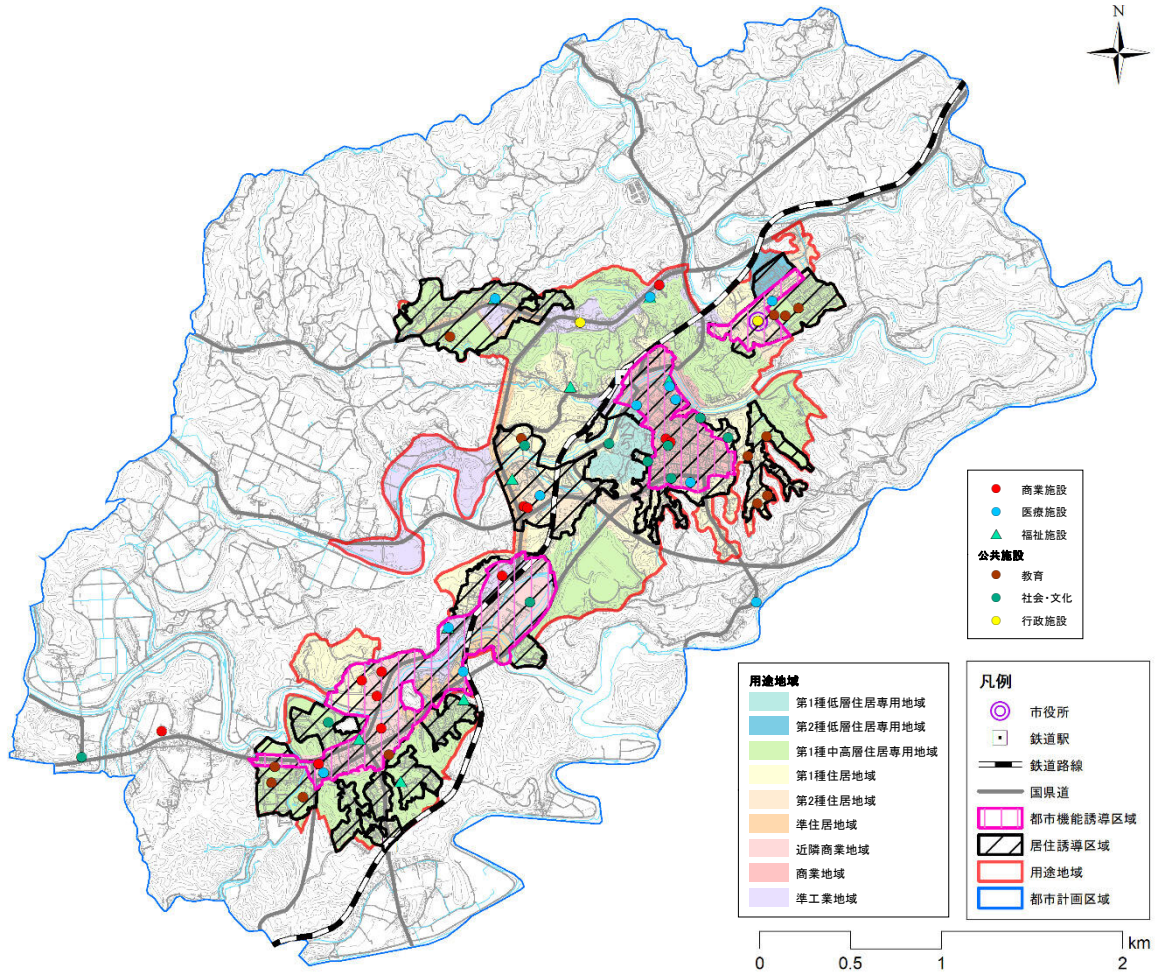 N
商業施設
医療施設
福祉施設
公共施設
教育
社会・文化
行政施設
用途地域
第1種低層住居専用地域
第2種低層住居専用地域
第1種中高層住居専用地域
第1種住居地域
第2種住居地域
準住居地域
近隣商業地域
商業地域
準工業地域
凡例
市役所
鉄道駅
鉄道路線
国県道
都市機能誘導区域
居住誘導区域
用途地域
都市計画区域
km
0 0.5 1 2